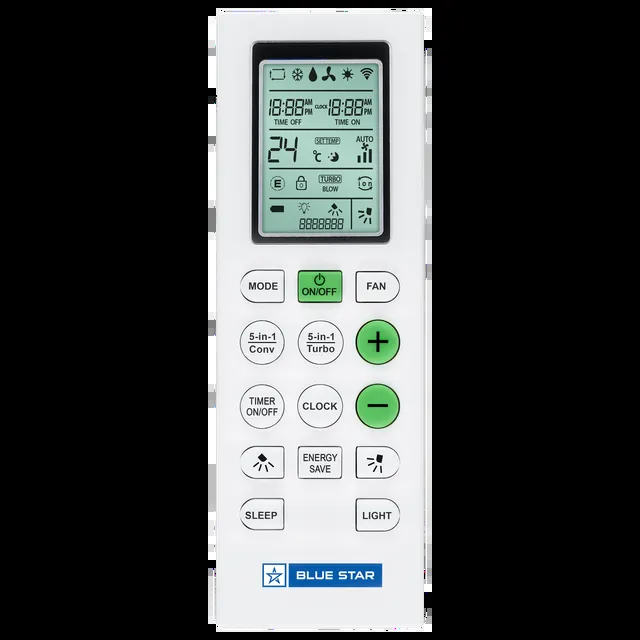 18:88 AM PM CLOCK 18:88 AM PM
TIME OFF TIME ON
24 SET TEMP AUTO
°C
E TURBO on
BLOW
8888888
MODE ON/OFF FAN
5-in-1 Conv 5-in-1 Turbo +
TIMER ON/OFF CLOCK −
ENERGY SAVE
SLEEP LIGHT
BLUE STAR